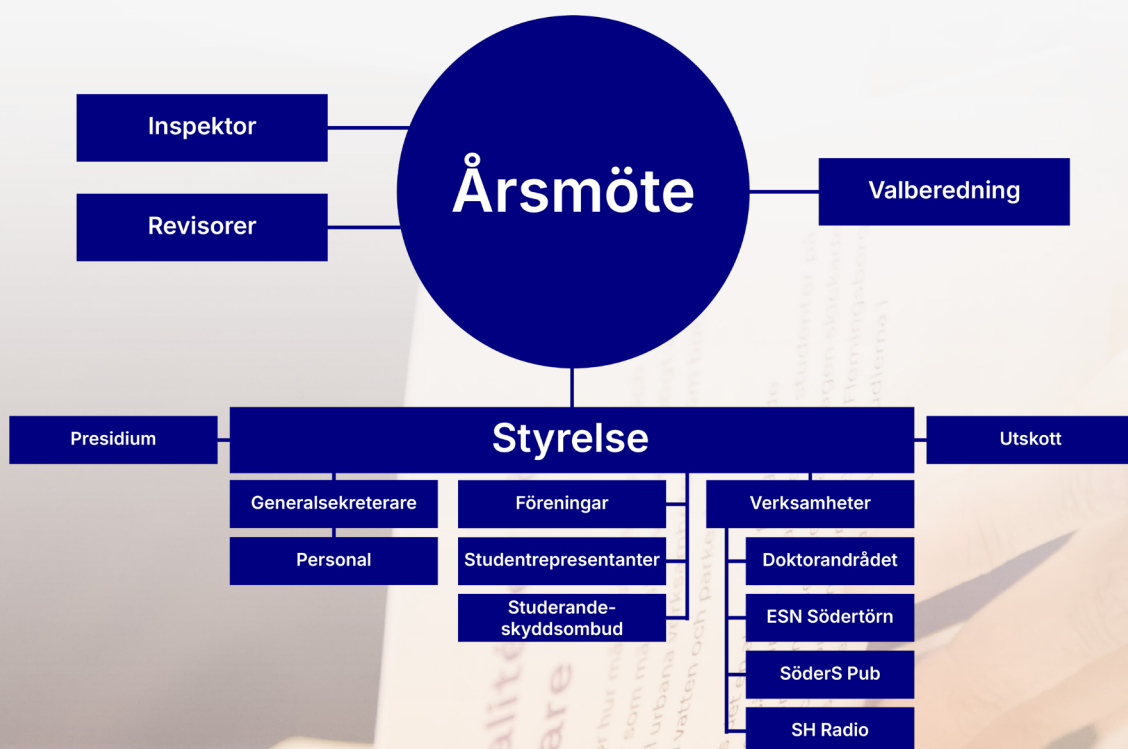 Inspektor
Revisorer
Årsmöte
Valberedning
Presidium
Styrelse
Utskott
Generalsekreterare
Personal
Föreningar
Studentrepresentanter
Studerande-
skyddsombud
Verksamheter
Doktorandrådet
ESN Södertörn
SöderS Pub
SH Radio